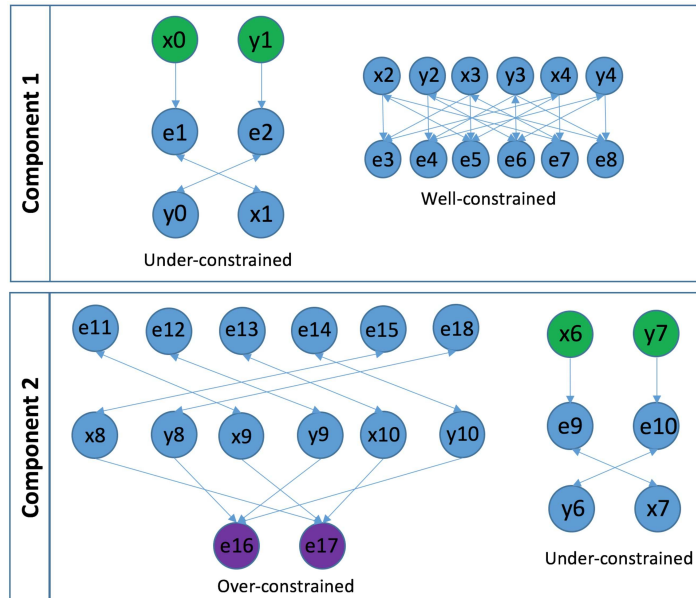 Component 1
x0 y1
x2 y2 x3 y3 x4 y4
e1 e2
e3 e4 e5 e6 e7 e8
Well-constrained
y0 x1
Under-constrained
Component 2
e11 e12 e13 e14 e15 e18
x6 y7
x8 y8 x9 y9 x10 y10
e9 e10
y6 x7
e16 e17
Over-constrained
Under-constrained